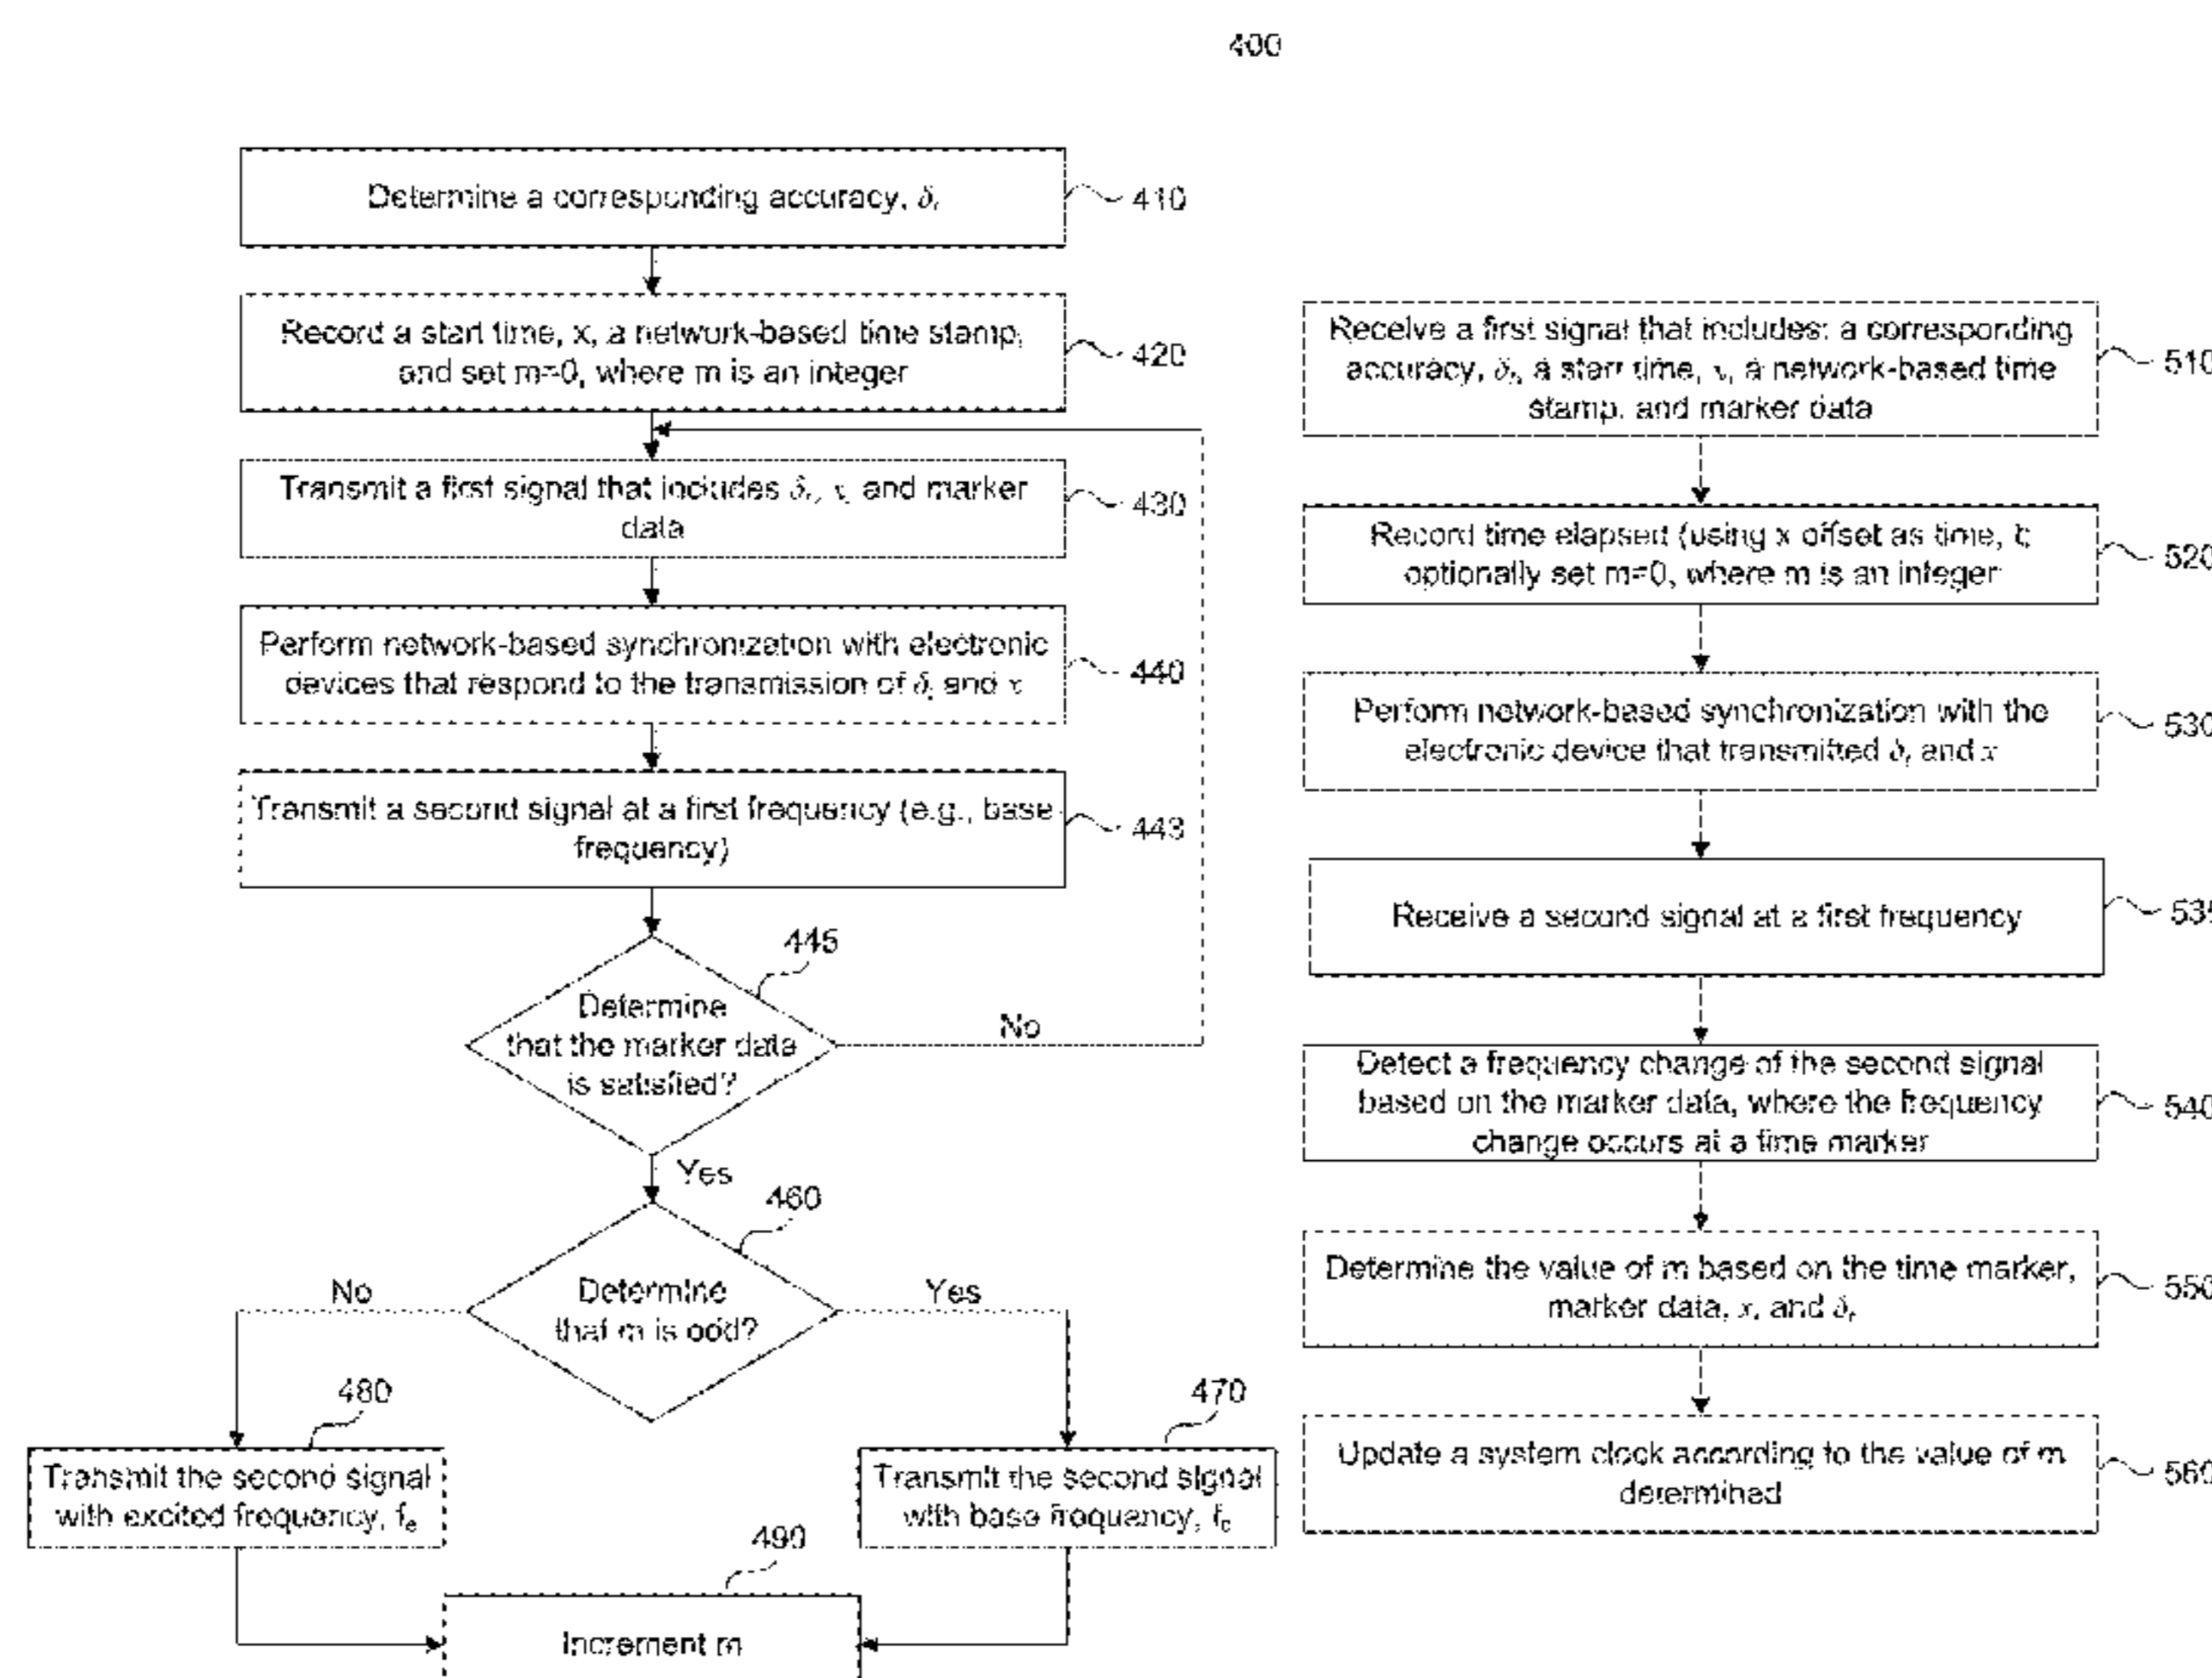 400
Determine a corresponding accuracy, δ
410
Record a start time, x, a network-based time stamp,
and set m=0, where m is an integer
420
Transmit a first signal that includes δ, and marker
data
430
Perform network-based synchronization with electronic
devices that respond to the transmission of δ and x
440
Transmit a second signal at a first frequency (e.g., base
frequency)
443
445
Determine
that the marker data
is satisfied?
No
Yes
460
Determine
that m is odd?
No
Yes
480
Transmit the second signal
with excited frequency, fe
470
Transmit the second signal
with base frequency,
490
Increment m
Receive a first signal that includes: a corresponding
accuracy, δ, a start time, a network-based time
stamp, and marker data
510
Record time elapsed (using x offset as time, t;
optionally set m=0, where m is an integer
520
Perform network-based synchronization with the
electronic device that transmitted δ and x
530
Receive a second signal at a first frequency
Detect a frequency change of the second signal
based on the marker data, where the frequency
change occurs at a time marker
540
Determine the value of m based on the time marker,
marker data, x, and δ
550
Update a system clock according to the value of m
determined
560